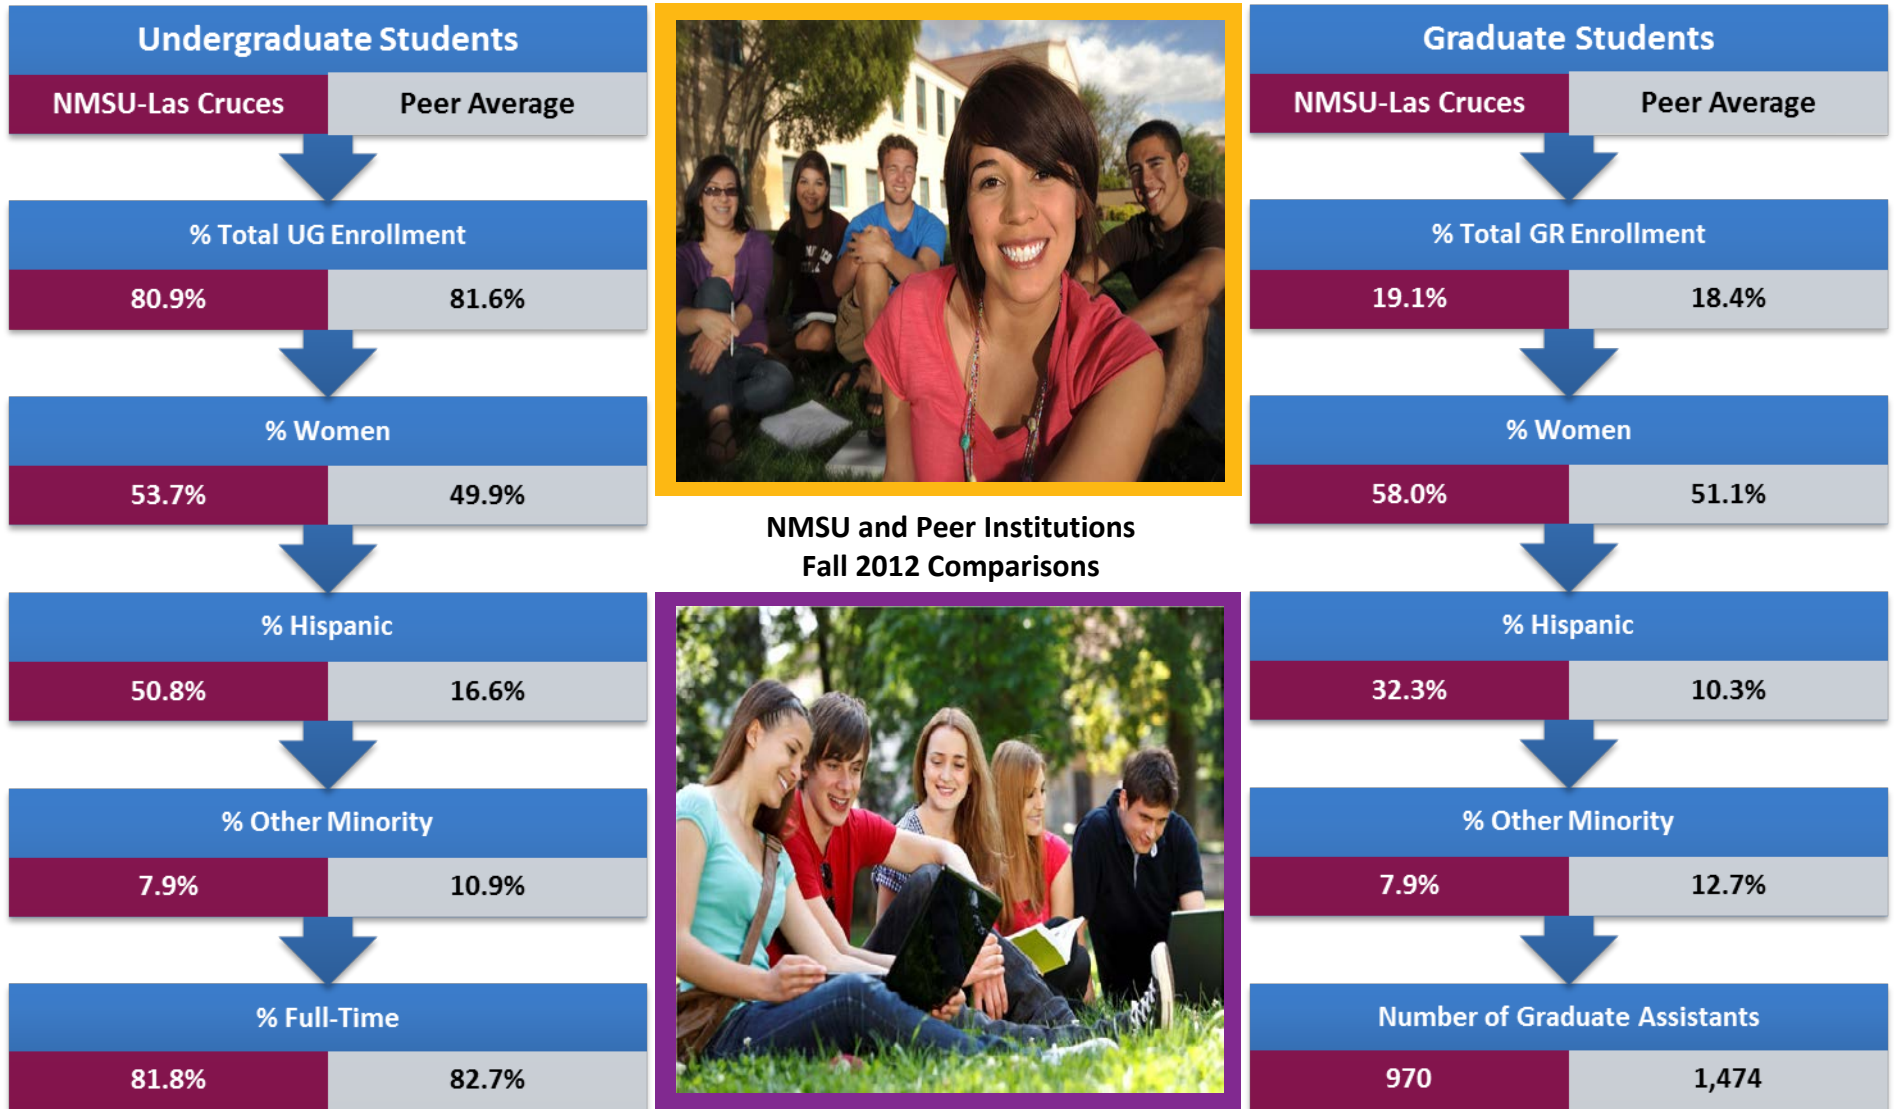 Undergraduate Students
NMSU-Las Cruces Peer Average
% Total UG Enrollment
80.9% 81.6%
% Women
53.7% 49.9%
% Hispanic
50.8% 16.6%
% Other Minority
7.9% 10.9%
% Full-Time
81.8% 82.7%
NMSU and Peer Institutions
Fall 2012 Comparisons
Graduate Students
NMSU-Las Cruces Peer Average
% Total GR Enrollment
19.1% 18.4%
% Women
58.0% 51.1%
% Hispanic
32.3% 10.3%
% Other Minority
7.9% 12.7%
Number of Graduate Assistants
970 1,474